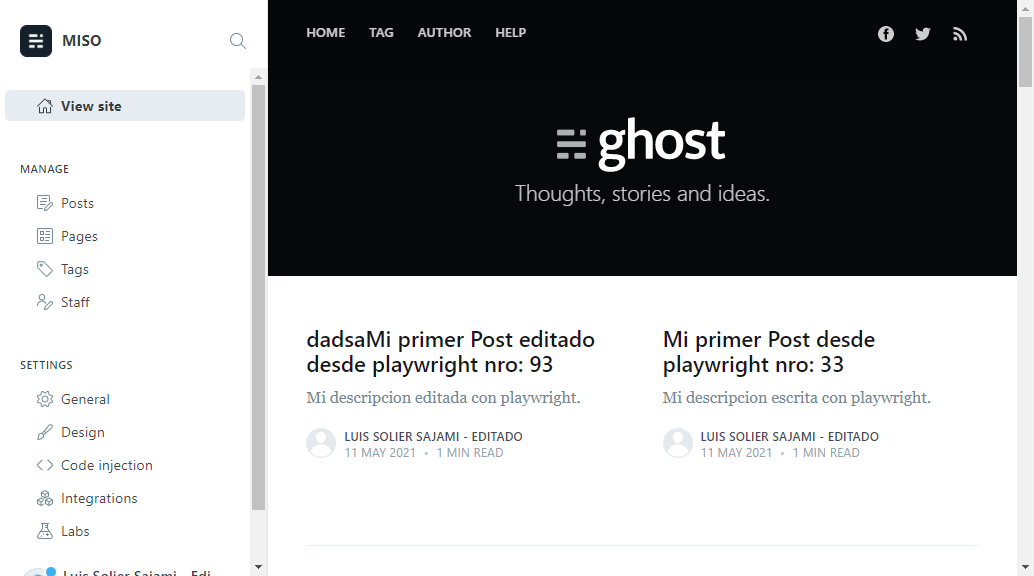 MISO
View site
MANAGE
Posts
Pages
Tags
Staff
SETTINGS
General
Design
Code injection
Integrations
Labs
Luis Solier Sajami - Edi
HOME TAG AUTHOR HELP
ghost
Thoughts, stories and ideas.
dadsaMi primer Post editado
desde playwright nro: 93
Mi descripcion editada con playwright.
LUIS SOLIER SAJAMI - EDITADO
11 MAY 2021 • 1 MIN READ
Mi primer Post desde
playwright nro: 33
Mi descripcion escrita con playwright.
LUIS SOLIER SAJAMI - EDITADO
11 MAY 2021 • 1 MIN READ